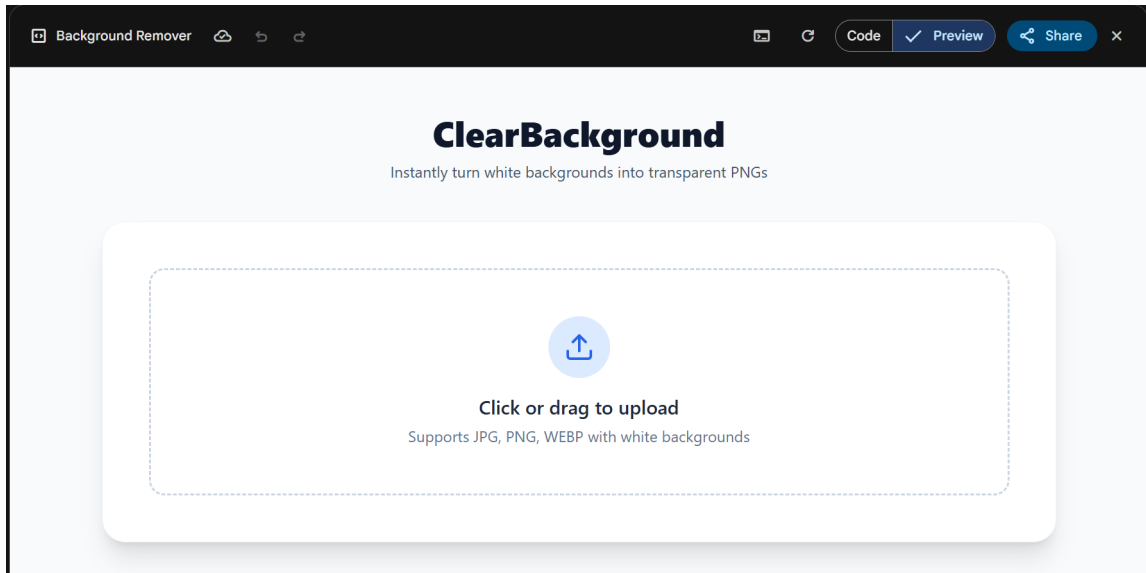 Background Remover
Code
Preview
Share
ClearBackground
Instantly turn white backgrounds into transparent PNGs
Click or drag to upload
Supports JPG, PNG, WEBP with white backgrounds